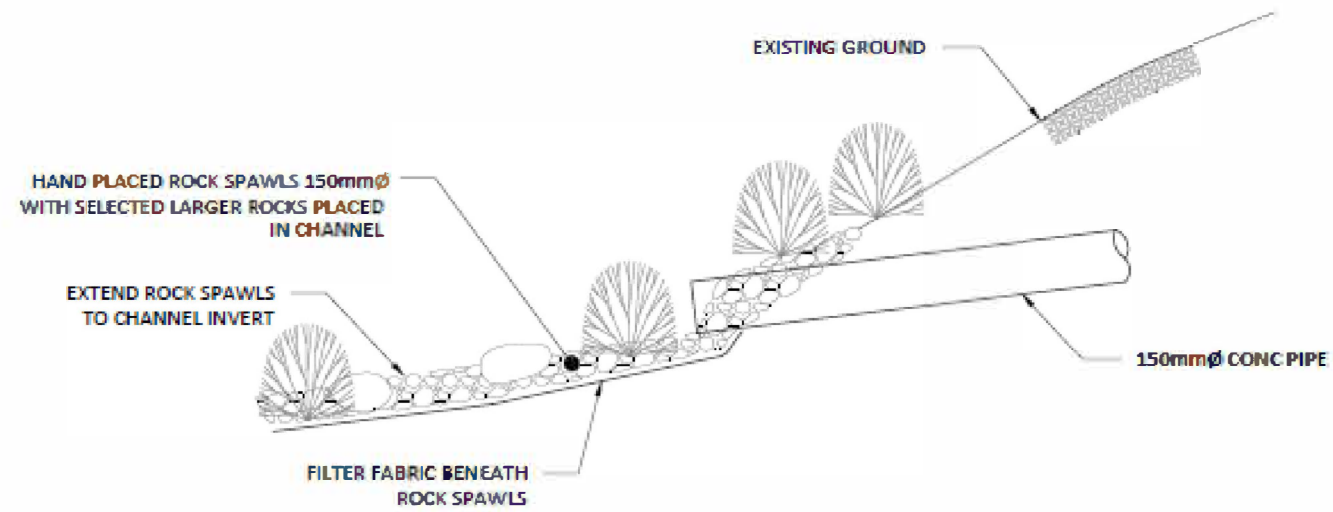 EXISTING GROUND
HAND PLACED ROCK SPAWLS 150mmØ
WITH SELECTED LARGER ROCKS PLACED
IN CHANNEL
EXTEND ROCK SPAWLS
TO CHANNEL INVERT
150mmØ CONC PIPE
FILTER FABRIC BENEATH
ROCK SPAWLS